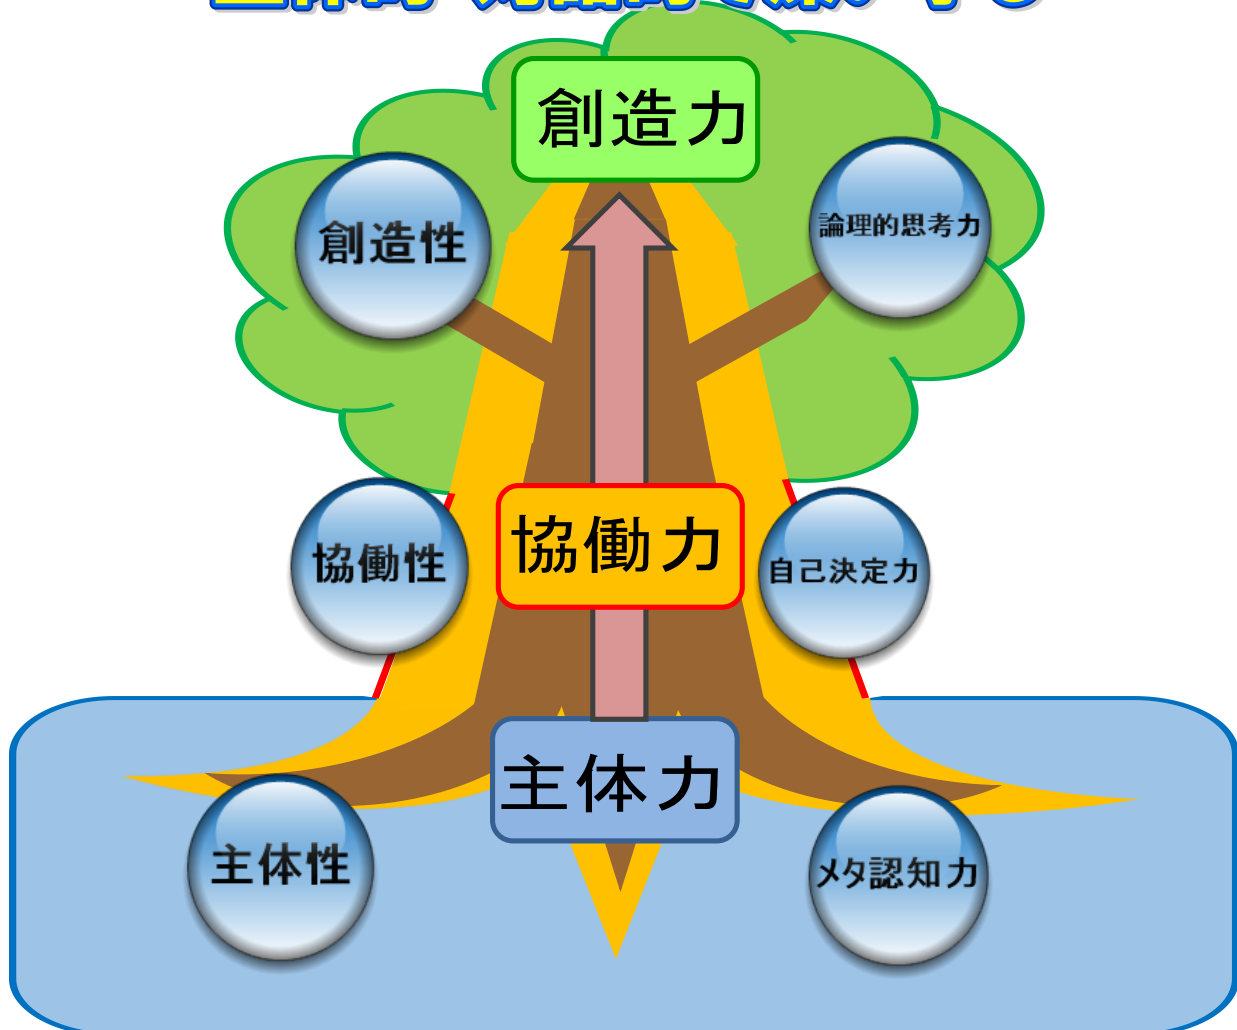 創造力
創造性
論理的思考力
協働力
協働性
自己決定力
主体力
主体性
メタ認知力